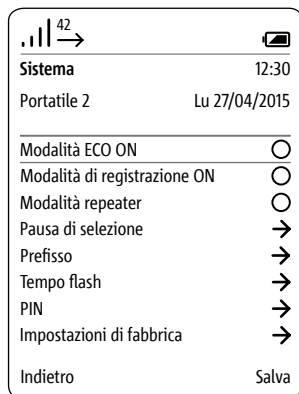 42
Sistema 12:30
Portatile 2 Lu 27/04/2015
Modalità ECO ON
Modalità di registrazione ON
Modalità repeater
Pausa di selezione
Prefisso
Tempo flash
PIN
Impostazioni di fabbrica
Indietro Salva